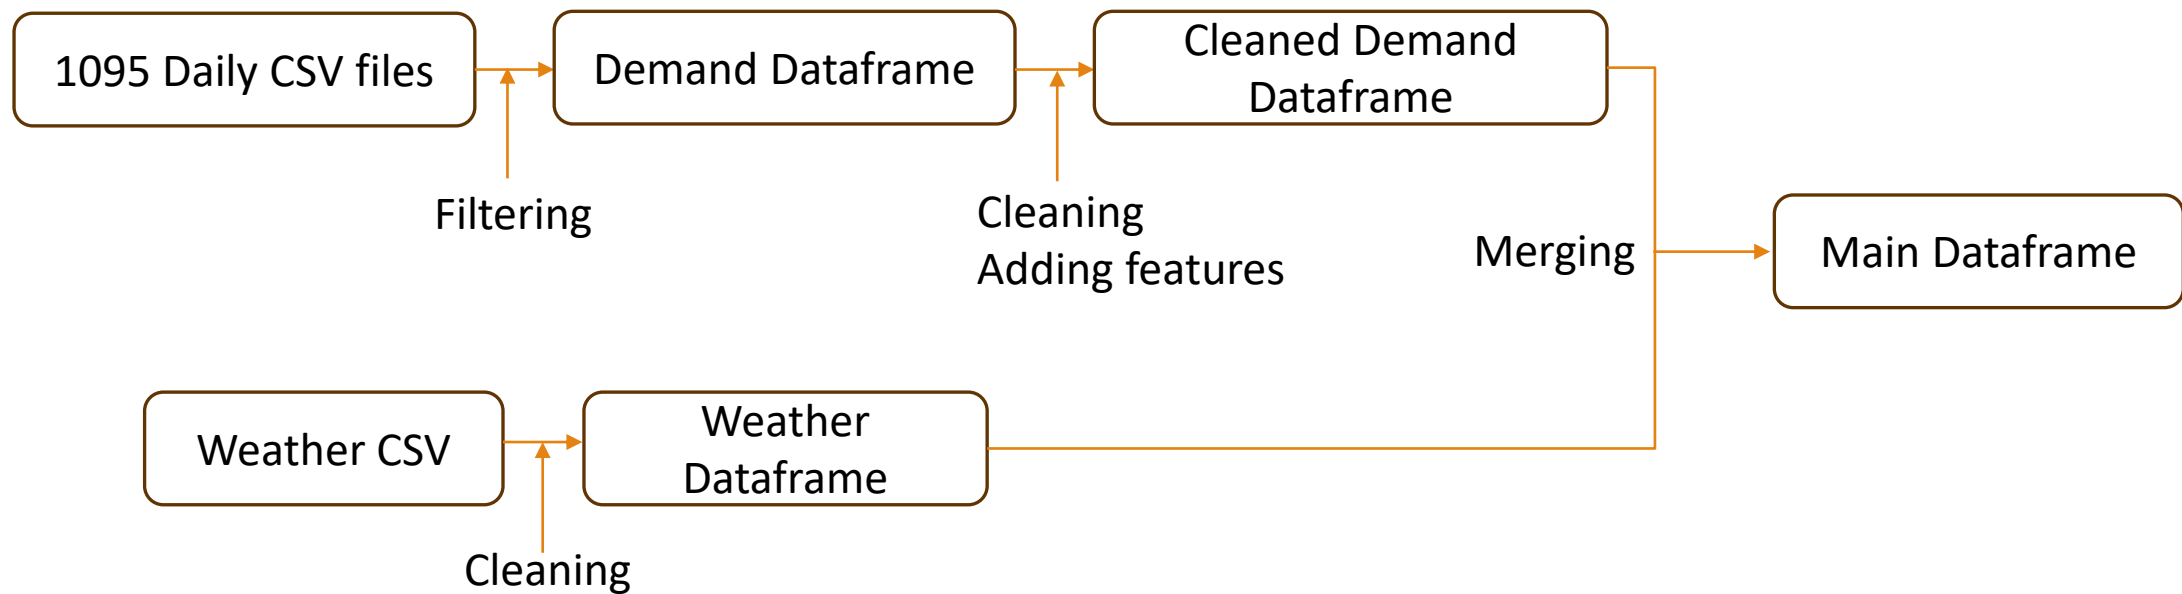 1095 Daily CSV files
Demand Dataframe
Cleaned Demand
Dataframe
Filtering
Cleaning
Adding features
Merging
Main Dataframe
Weather CSV
Weather
Dataframe
Cleaning